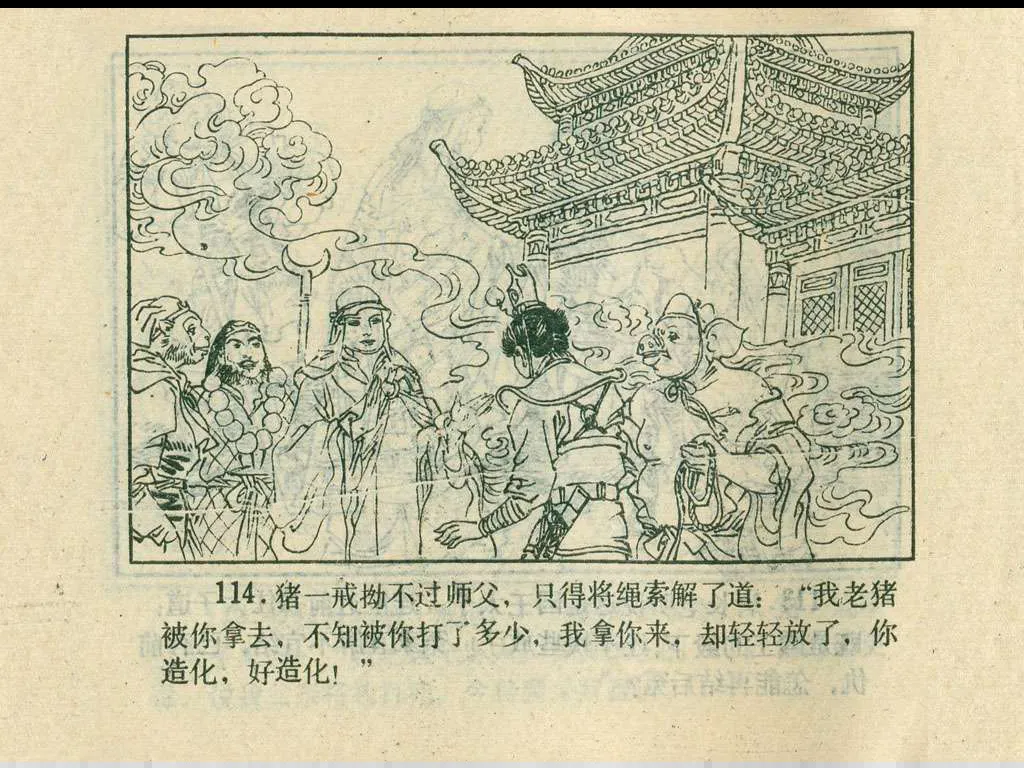 114. 猪一戒拗不过师父，只得将绳索解了道：“我老猪
被你拿去，不知被你打了多少，我拿你来，却轻轻放了，你
造化，好造化！”